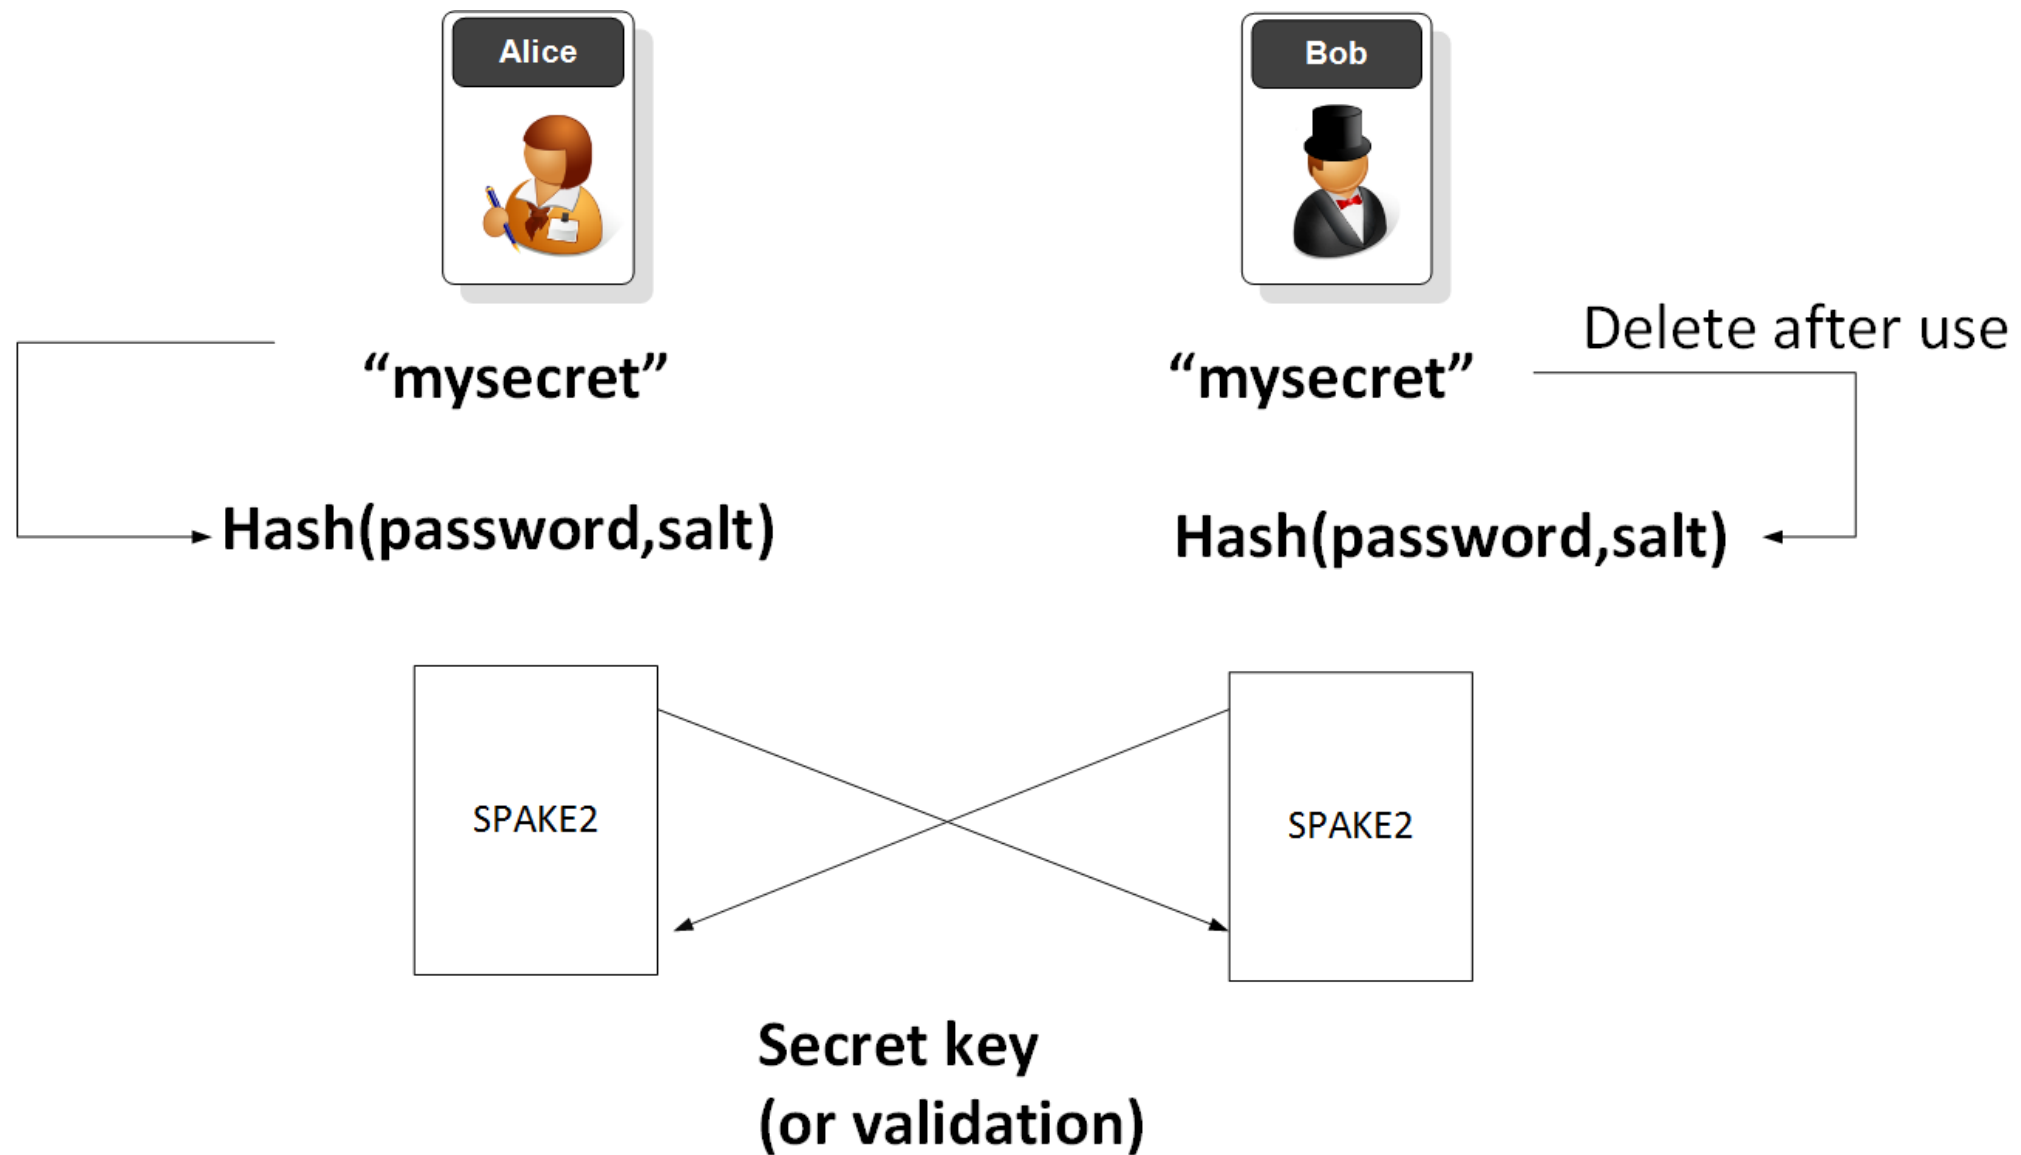 Alice
Bob
Delete after use
“mysecret”
“mysecret”
Hash(password,salt)
Hash(password,salt)
SPAKE2
SPAKE2
Secret key
(or validation)